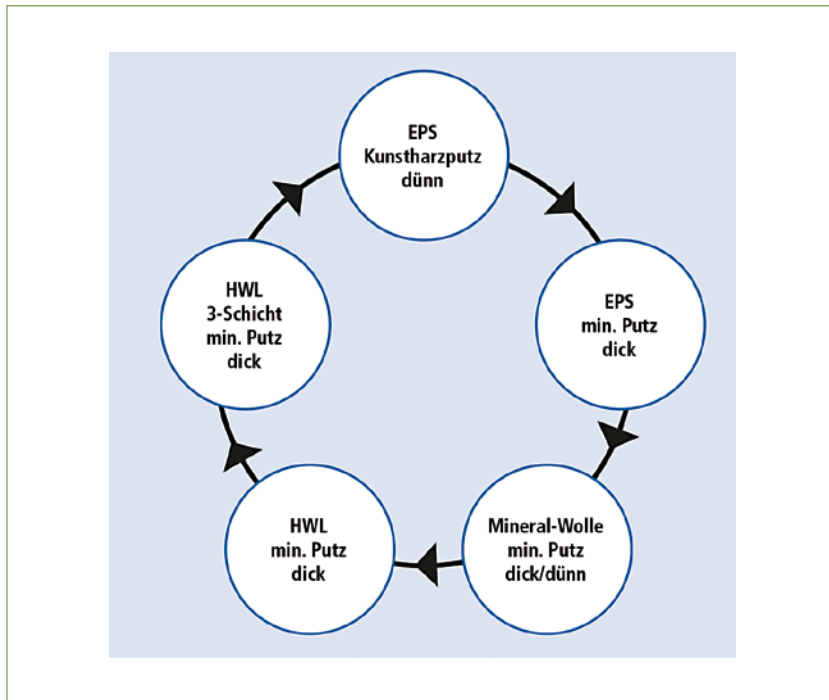 EPS
Kunstharzputz
dünn
EPS
min. Putz
dick
Mineral-Wolle
min. Putz
dick/dünn
HWL
min. Putz
dick
HWL
3-Schicht
min. Putz
dick